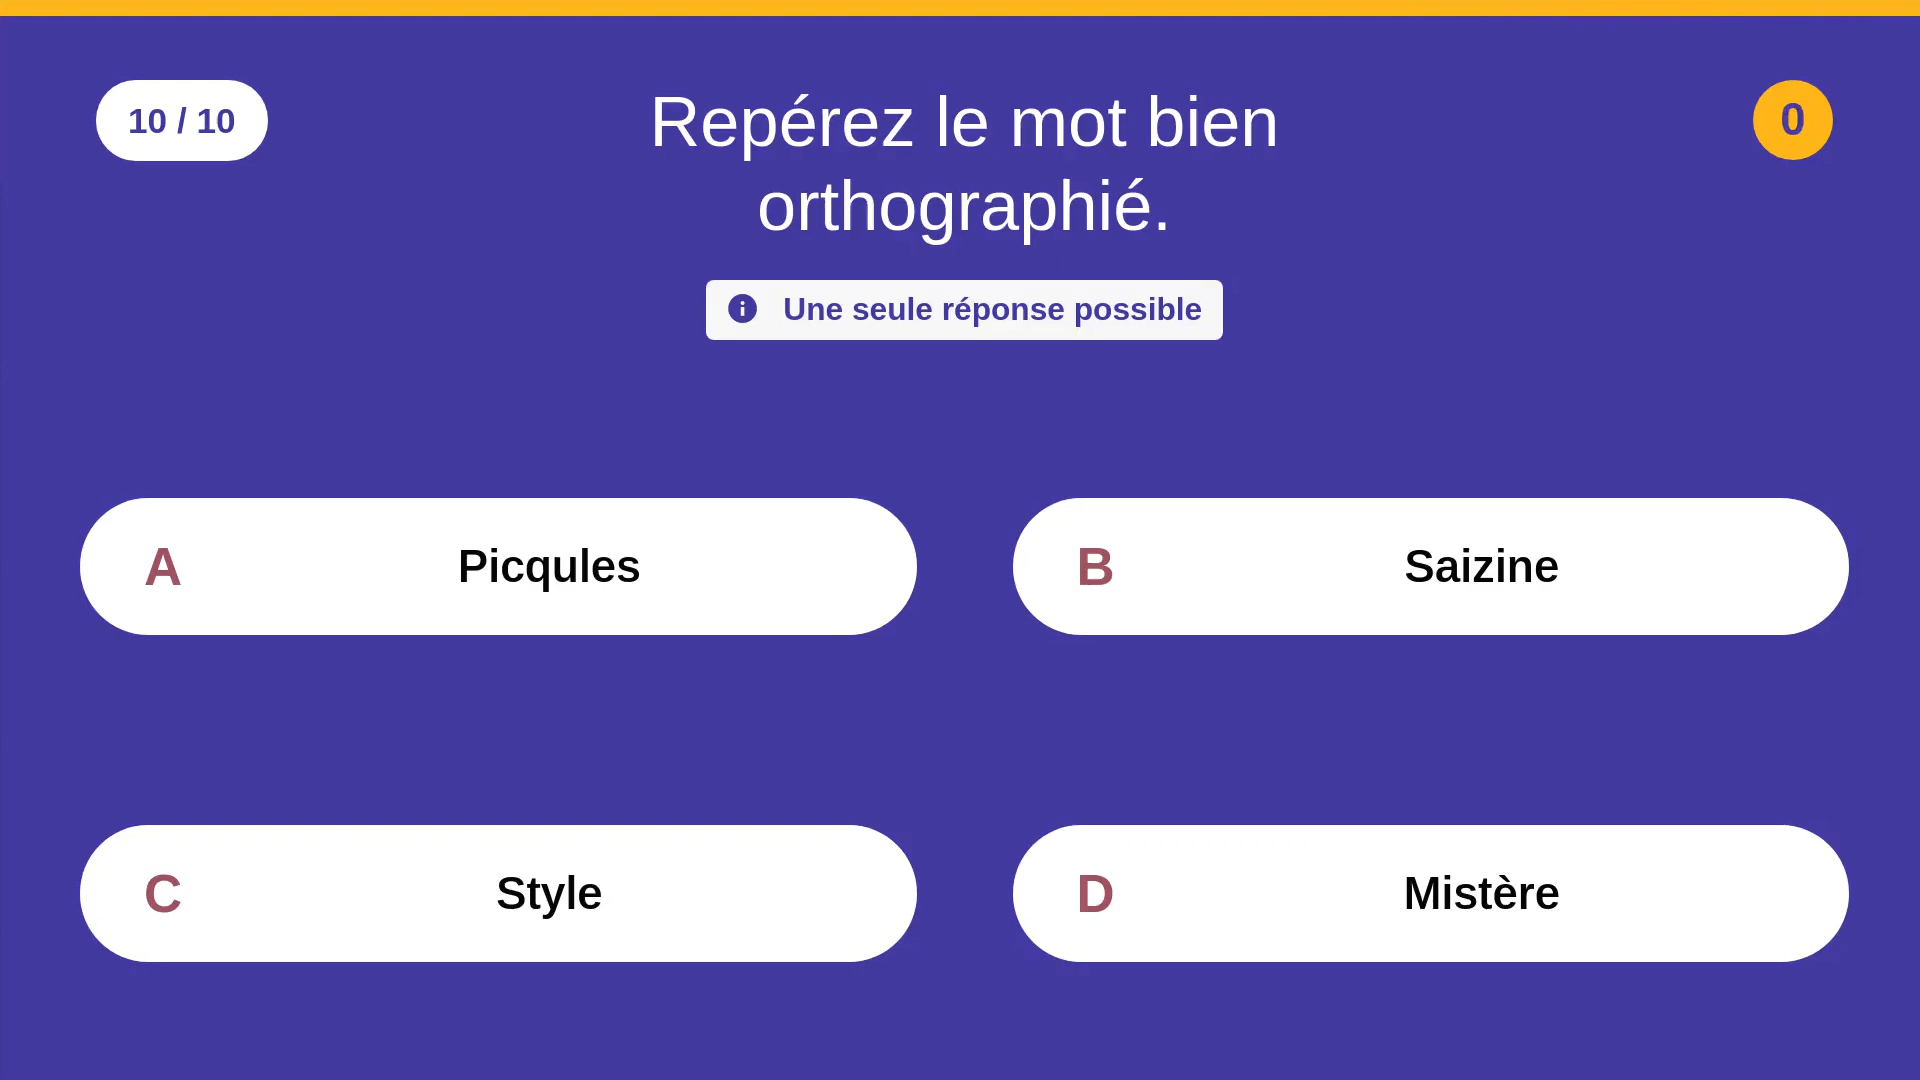 10 / 10
Repérez le mot bien
orthographié.
0
Une seule réponse possible
A
Picqules
B
Saizine
C
Style
D
Mistère